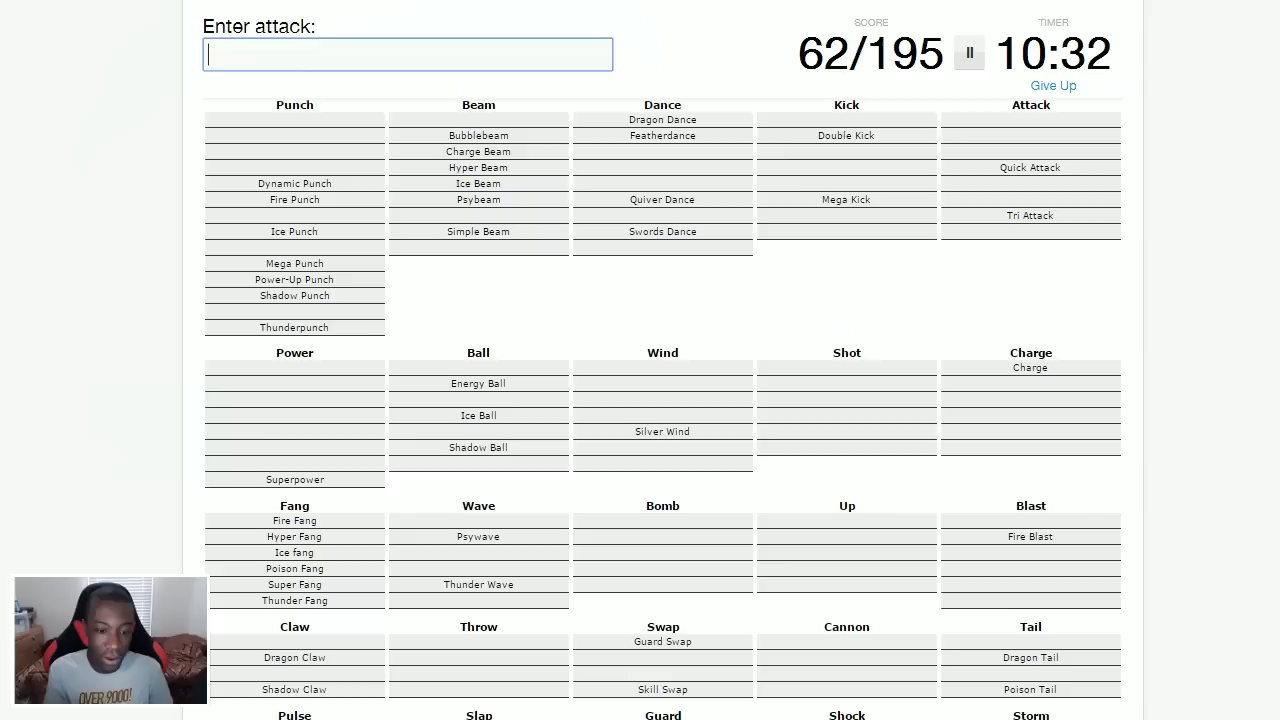 Enter attack:
SCORE
TIMER
62/195
10:32
Give Up
Punch Beam Dance Kick Attack
Dragon Dance
Bubblebeam Featherdance Double Kick
Charge Beam
Hyper Beam Quick Attack
Dynamic Punch Ice Beam
Fire Punch Psybeam Quiver Dance Mega Kick
Tri Attack
Ice Punch Simple Beam Swords Dance
Mega Punch
Power-Up Punch
Shadow Punch
Thunderpunch
Power Ball Wind Shot Charge
Charge
Energy Ball
Ice Ball
Silver Wind
Shadow Ball
Superpower
Fang Wave Bomb Up Blast
Fire Fang
Hyper Fang Psywave Fire Blast
Ice fang
Poison Fang
Super Fang Thunder Wave
Thunder Fang
Claw Throw Swap Cannon Tail
Guard Swap
Dragon Claw Dragon Tail
Shadow Claw Skill Swap Poison Tail
Pulse Slap Guard Shock Storm
OVER 9000!